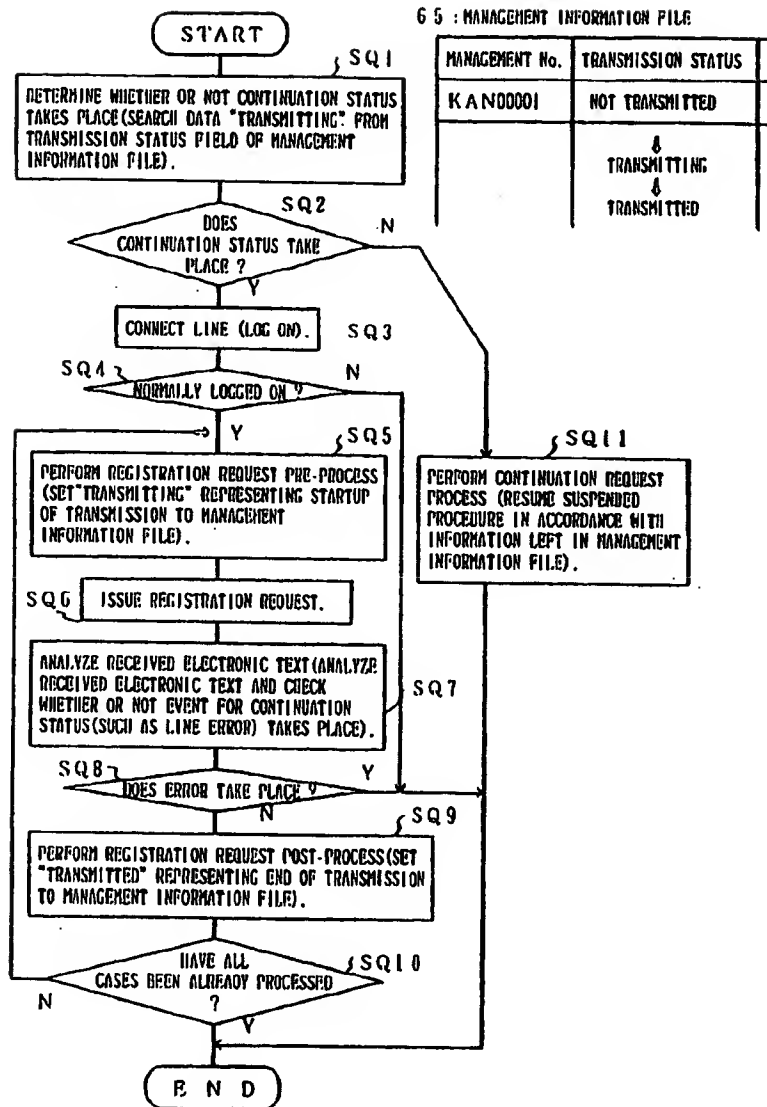 START
SQ1
DETERMINE WHETHER OR NOT CONTINUATION STATUS
TAKES PLACE(SEARCH DATA "TRANSMITTING" FROM
TRANSMISSION STATUS FIELD OF MANAGEMENT
INFORMATION FILE).
65 : MANAGEMENT INFORMATION FILE
MANAGEMENT No. TRANSMISSION STATUS
KAN00001 NOT TRANSMITTED
⇩
TRANSMITTING
⇩
TRANSMITTED
SQ2
DOES
CONTINUATION STATUS TAKE
PLACE ?
N
Y
CONNECT LINE (LOG ON).
SQ3
SQ4
NORMALLY LOGGED ON ?
N
Y
SQ5
PERFORM REGISTRATION REQUEST PRE-PROCESS
(SET"TRANSMITTING" REPRESENTING STARTUP
OF TRANSMISSION TO MANAGEMENT
INFORMATION FILE).
SQ11
PERFORM CONTINUATION REQUEST
PROCESS (RESUME SUSPENDED
PROCEDURE IN ACCORDANCE WITH
INFORMATION LEFT IN MANAGEMENT
INFORMATION FILE).
SQ6
ISSUE REGISTRATION REQUEST.
ANALYZE RECEIVED ELECTRONIC TEXT(ANALYZE
RECEIVED ELECTRONIC TEXT AND CHECK
WHETHER OR NOT EVENT FOR CONTINUATION
STATUS(SUCH AS LINE ERROR) TAKES PLACE).
SQ7
SQ8
DOES ERROR TAKE PLACE ?
Y
N
SQ9
PERFORM REGISTRATION REQUEST POST-PROCESS(SET
"TRANSMITTED" REPRESENTING END OF TRANSMISSION
TO MANAGEMENT INFORMATION FILE).
HAVE ALL
CASES BEEN ALREADY PROCESSED
?
SQ10
N
Y
END